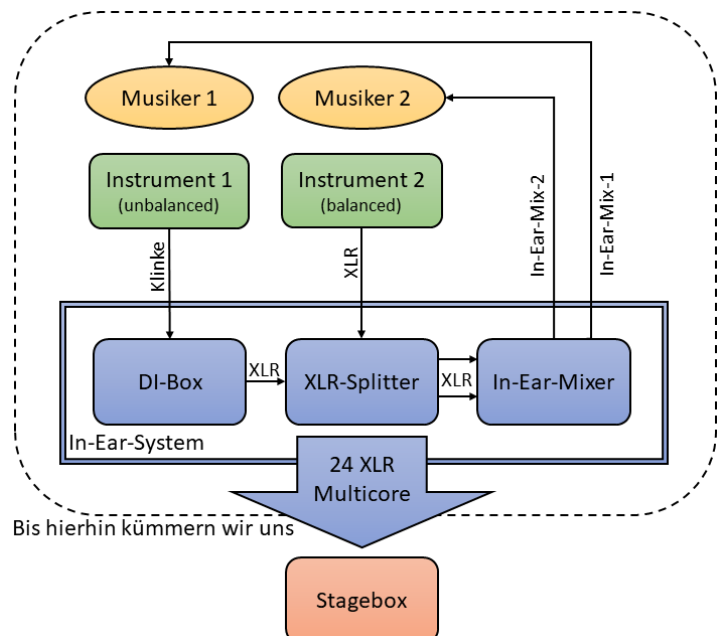 Musiker 1
Musiker 2
Instrument 1
(unbalanced)
Instrument 2
(balanced)
In-Ear-Mix-2
In-Ear-Mix-1
Klinke
XLR
DI-Box
XLR
XLR-Splitter
XLR
In-Ear-Mixer
In-Ear-System
24 XLR
Multicore
Bis hierhin kümmern wir uns
Stagebox